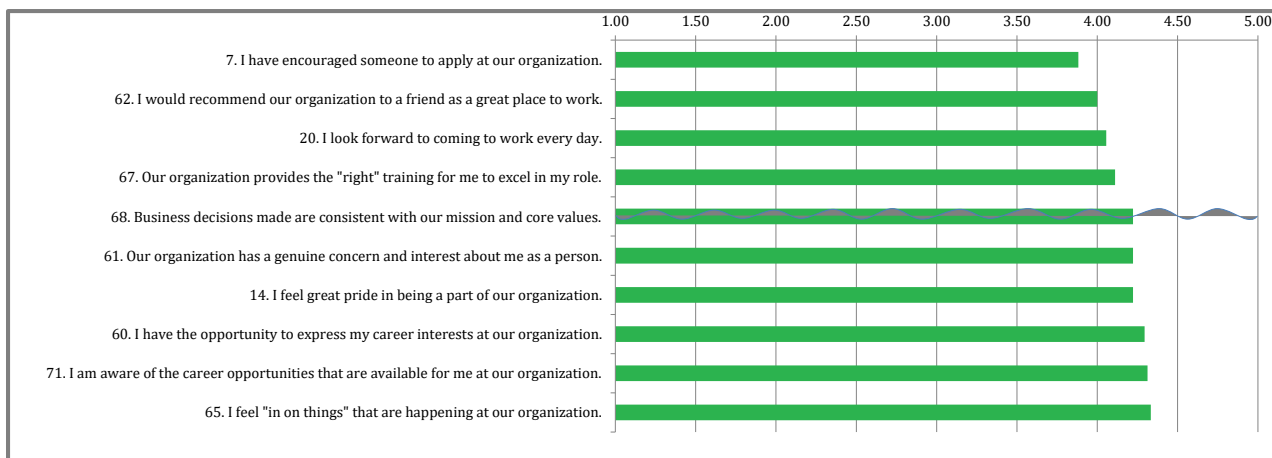 1.00 1.50 2.00 2.50 3.00 3.50 4.00 4.50 5.00
7. I have encouraged someone to apply at our organization.
62. I would recommend our organization to a friend as a great place to work.
20. I look forward to coming to work every day.
67. Our organization provides the "right" training for me to excel in my role.
68. Business decisions made are consistent with our mission and core values.
61. Our organization has a genuine concern and interest about me as a person.
14. I feel great pride in being a part of our organization.
60. I have the opportunity to express my career interests at our organization.
71. I am aware of the career opportunities that are available for me at our organization.
65. I feel "in on things" that are happening at our organization.